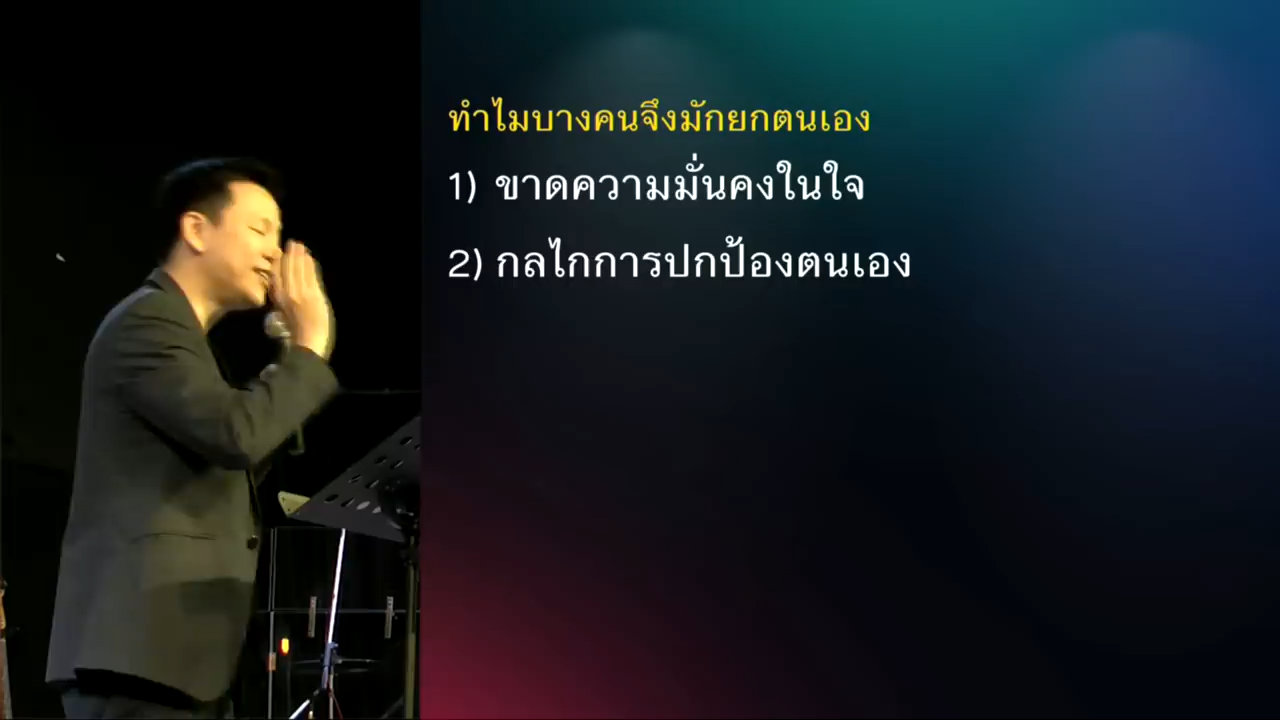 ทำไมบางคนจึงมักยกตนเอง
1) ขาดความมั่นคงในใจ
2) กลไกการปกป้องตนเอง